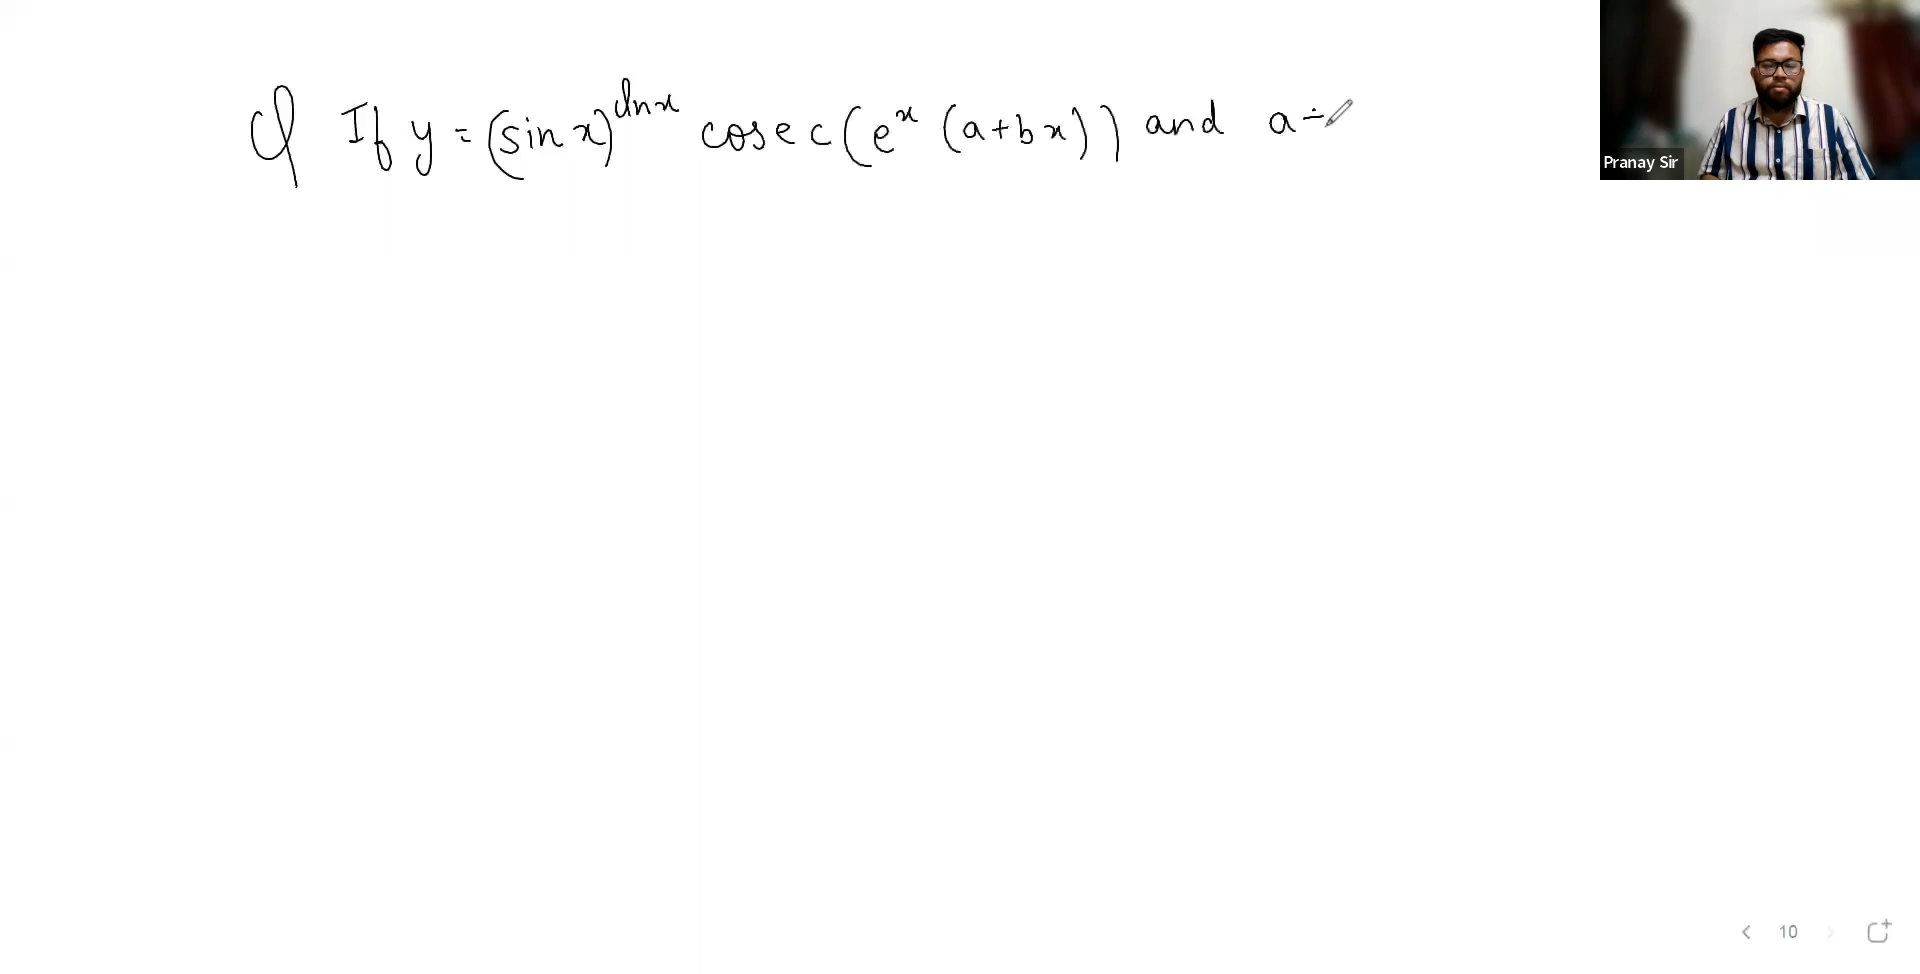 Q If y = (sin x)^{ln x} cosec(e^x (a+bx)) and a
Pranay Sir
10